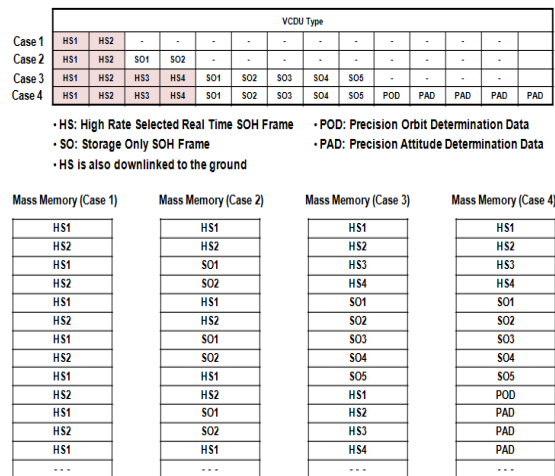 VCDU Type
Case 1 HS1 HS2 - - - - - - - - - - -
Case 2 HS1 HS2 SO1 SO2 - - - - - - - - -
Case 3 HS1 HS2 HS3 HS4 SO1 SO2 SO3 SO4 SO5 - - - -
Case 4 HS1 HS2 HS3 HS4 SO1 SO2 SO3 SO4 SO5 POD PAD PAD PAD PAD
• HS: High Rate Selected Real Time SOH Frame • POD: Precision Orbit Determination Data
• SO: Storage Only SOH Frame • PAD: Precision Attitude Determination Data
• HS is also downlinked to the ground
Mass Memory (Case 1) Mass Memory (Case 2) Mass Memory (Case 3) Mass Memory (Case 4)
HS1 HS1 HS1 HS1
HS2 HS2 HS2 HS2
HS1 SO1 HS3 HS3
HS2 SO2 HS4 HS4
HS1 HS1 SO1 SO1
HS2 HS2 SO2 SO2
HS1 SO1 SO3 SO3
HS2 SO2 SO4 SO4
HS1 HS1 SO5 SO5
HS2 HS2 HS1 POD
HS1 SO1 HS2 PAD
HS2 SO2 HS3 PAD
HS1 HS1 HS4 PAD
- - - - - - - - - - - -